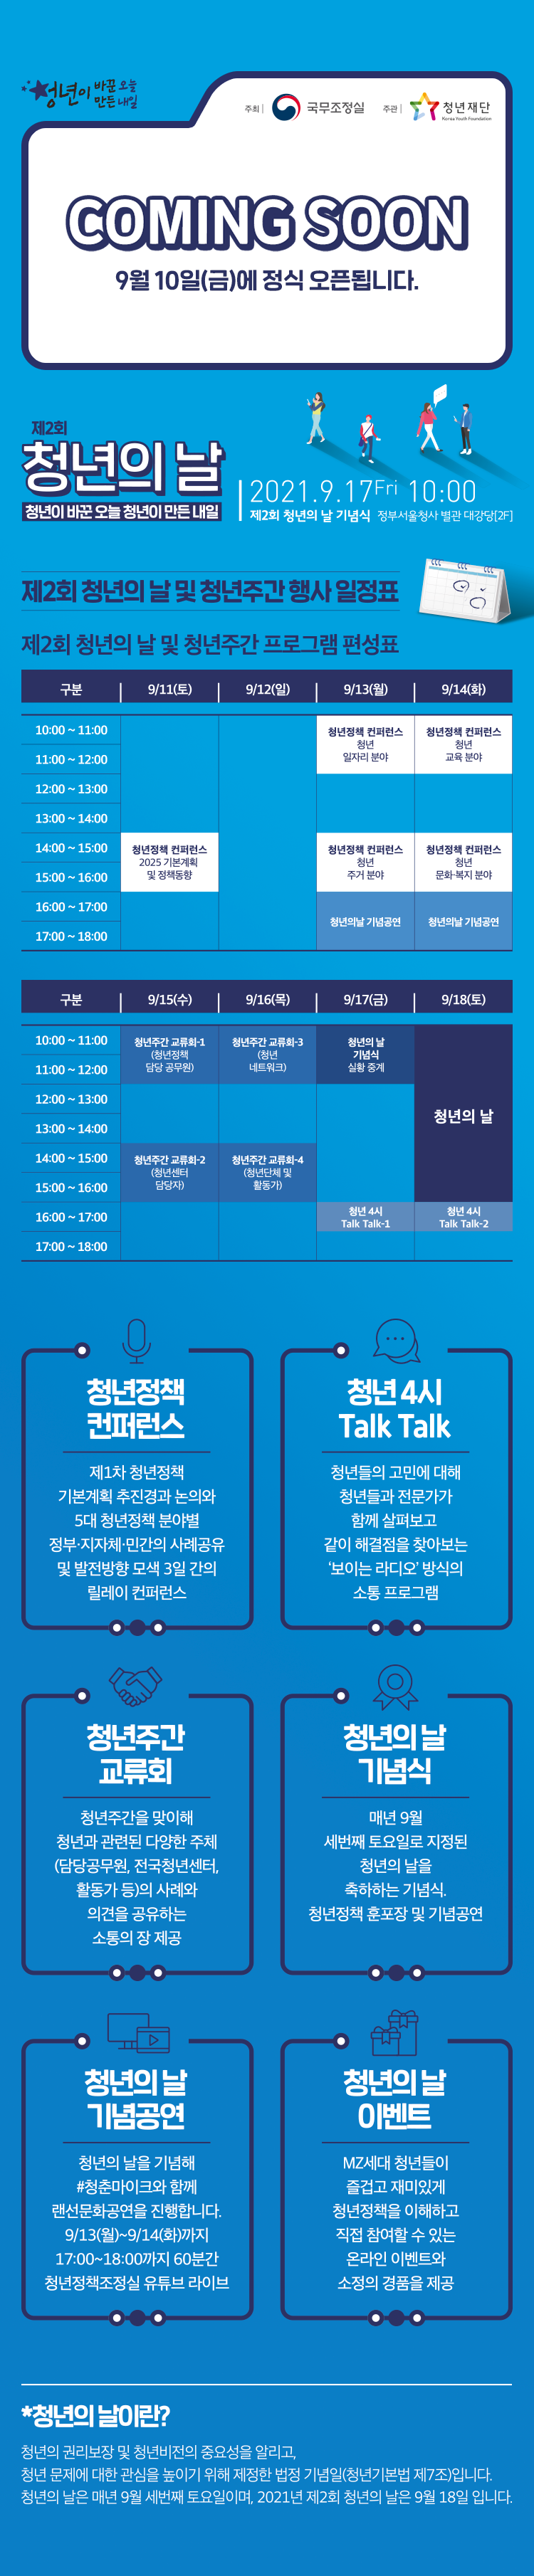 청년이 바꾼 오늘
만든 내일
주최 | 국무조정실 주관 | 청년재단
Korea Youth Foundation
COMING SOON
9월 10일(금)에 정식 오픈됩니다.
제2회
청년의 날
청년이 바꾼 오늘 청년이 만든 내일
2021.9.17Fri 10:00
제2회 청년의 날 기념식 정부서울청사 별관 대강당[2F]
제2회 청년의 날 및 청년주간 행사 일정표
제2회 청년의 날 및 청년주간 프로그램 편성표
구분 9/11(토) 9/12(일) 9/13(월) 9/14(화)
10:00 ~ 11:00
11:00 ~ 12:00
12:00 ~ 13:00
13:00 ~ 14:00
14:00 ~ 15:00
15:00 ~ 16:00
16:00 ~ 17:00
17:00 ~ 18:00
청년정책 컨퍼런스
2025 기본계획
및 정책동향
청년정책 컨퍼런스
청년
일자리 분야
청년정책 컨퍼런스
청년
주거 분야
청년의날 기념공연
청년정책 컨퍼런스
청년
교육 분야
청년정책 컨퍼런스
청년
문화·복지 분야
청년의날 기념공연
구분 9/15(수) 9/16(목) 9/17(금) 9/18(토)
10:00 ~ 11:00
11:00 ~ 12:00
12:00 ~ 13:00
13:00 ~ 14:00
14:00 ~ 15:00
15:00 ~ 16:00
16:00 ~ 17:00
17:00 ~ 18:00
청년주간 교류회-1
(청년정책
담당 공무원)
청년주간 교류회-2
(청년센터
담당자)
청년주간 교류회-3
(청년
네트워크)
청년주간 교류회-4
(청년단체 및
활동가)
청년의 날
기념식
실황 중계
청년 4시
Talk Talk-1
청년의 날
청년 4시
Talk Talk-2
청년정책
컨퍼런스
제1차 청년정책
기본계획 추진경과 논의와
5대 청년정책 분야별
정부·지자체·민간의 사례공유
및 발전방향 모색 3일 간의
릴레이 컨퍼런스
청년 4시
Talk Talk
청년들의 고민에 대해
청년들과 전문가가
함께 살펴보고
같이 해결점을 찾아보는
‘보이는 라디오’ 방식의
소통 프로그램
청년주간
교류회
청년주간을 맞이해
청년과 관련된 다양한 주체
(담당공무원, 전국청년센터,
활동가 등)의 사례와
의견을 공유하는
소통의 장 제공
청년의 날
기념식
매년 9월
세번째 토요일로 지정된
청년의 날을
축하하는 기념식.
청년정책 훈포장 및 기념공연
청년의 날
기념공연
청년의 날을 기념해
#청춘마이크와 함께
랜선문화공연을 진행합니다.
9/13(월)~9/14(화)까지
17:00~18:00까지 60분간
청년정책조정실 유튜브 라이브
청년의 날
이벤트
MZ세대 청년들이
즐겁고 재미있게
청년정책을 이해하고
직접 참여할 수 있는
온라인 이벤트와
소정의 경품을 제공
*청년의 날이란?
청년의 권리보장 및 청년비전의 중요성을 알리고,
청년 문제에 대한 관심을 높이기 위해 제정한 법정 기념일(청년기본법 제7조)입니다.
청년의 날은 매년 9월 세번째 토요일이며, 2021년 제2회 청년의 날은 9월 18일 입니다.